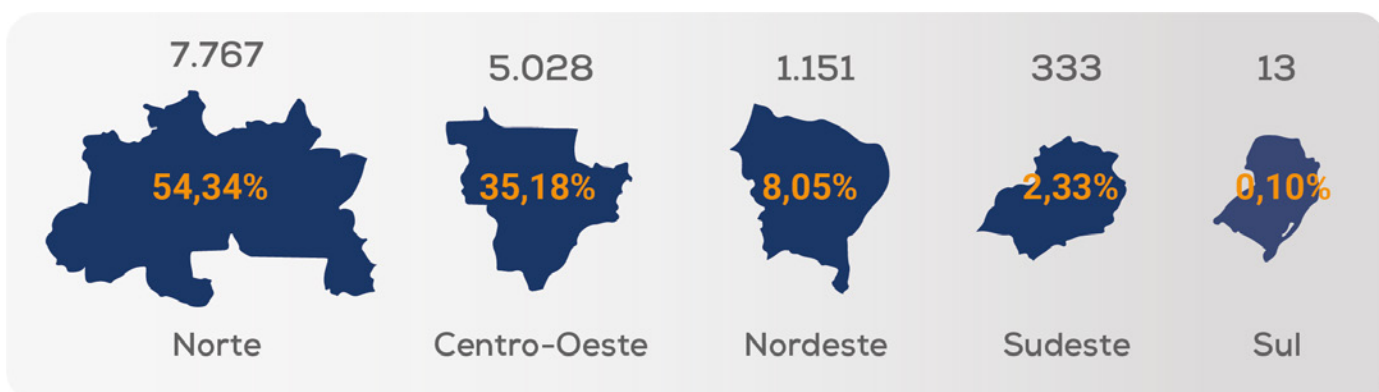 7.767
5.028
1.151
333
13
54,34%
35,18%
8,05%
2,33%
0,10%
Norte
Centro-Oeste
Nordeste
Sudeste
Sul